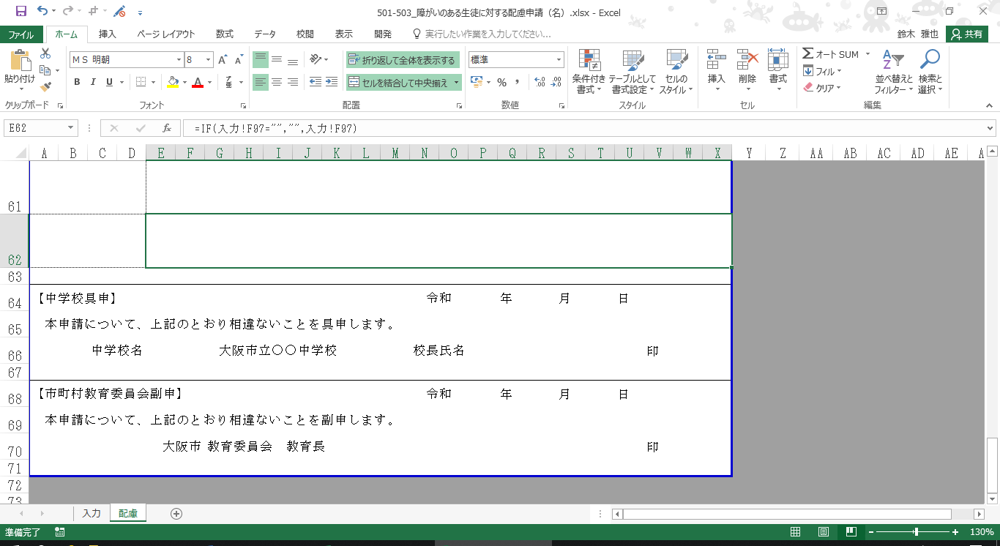 501-503_障がいのある生徒に対する配慮申請（名）.xlsx - Excel
ファイル ホーム 挿入 ページ レイアウト 数式 データ 校閲 表示 開発 実行したい作業を入力してください... 鈴木 雅也 共有
貼り付け
クリップボード
ＭＳ 明朝 8
B I U
フォント
折り返して全体を表示する
セルを結合して中央揃え
配置
標準
% ,
数値
条件付き書式 テーブルとして書式設定 セルのスタイル
スタイル
挿入 削除 書式
セル
Σ オート SUM
フィル
クリア
並べ替えとフィルター 検索と選択
編集
E62 fx =IF(入力!F97="","",入力!F97)
A B C D E F G H I J K L M N O P Q R S T U V W X Y Z AA AB AC AD AE A
61
62
63
64 【中学校具申】 令和 年 月 日
65 本申請について、上記のとおり相違ないことを具申します。
66 中学校名 大阪市立〇〇中学校 校長氏名 印
67
68 【市町村教育委員会副申】 令和 年 月 日
69 本申請について、上記のとおり相違ないことを副申します。
70 大阪市 教育委員会 教育長 印
71
72
73
入力 配慮
準備完了 130%